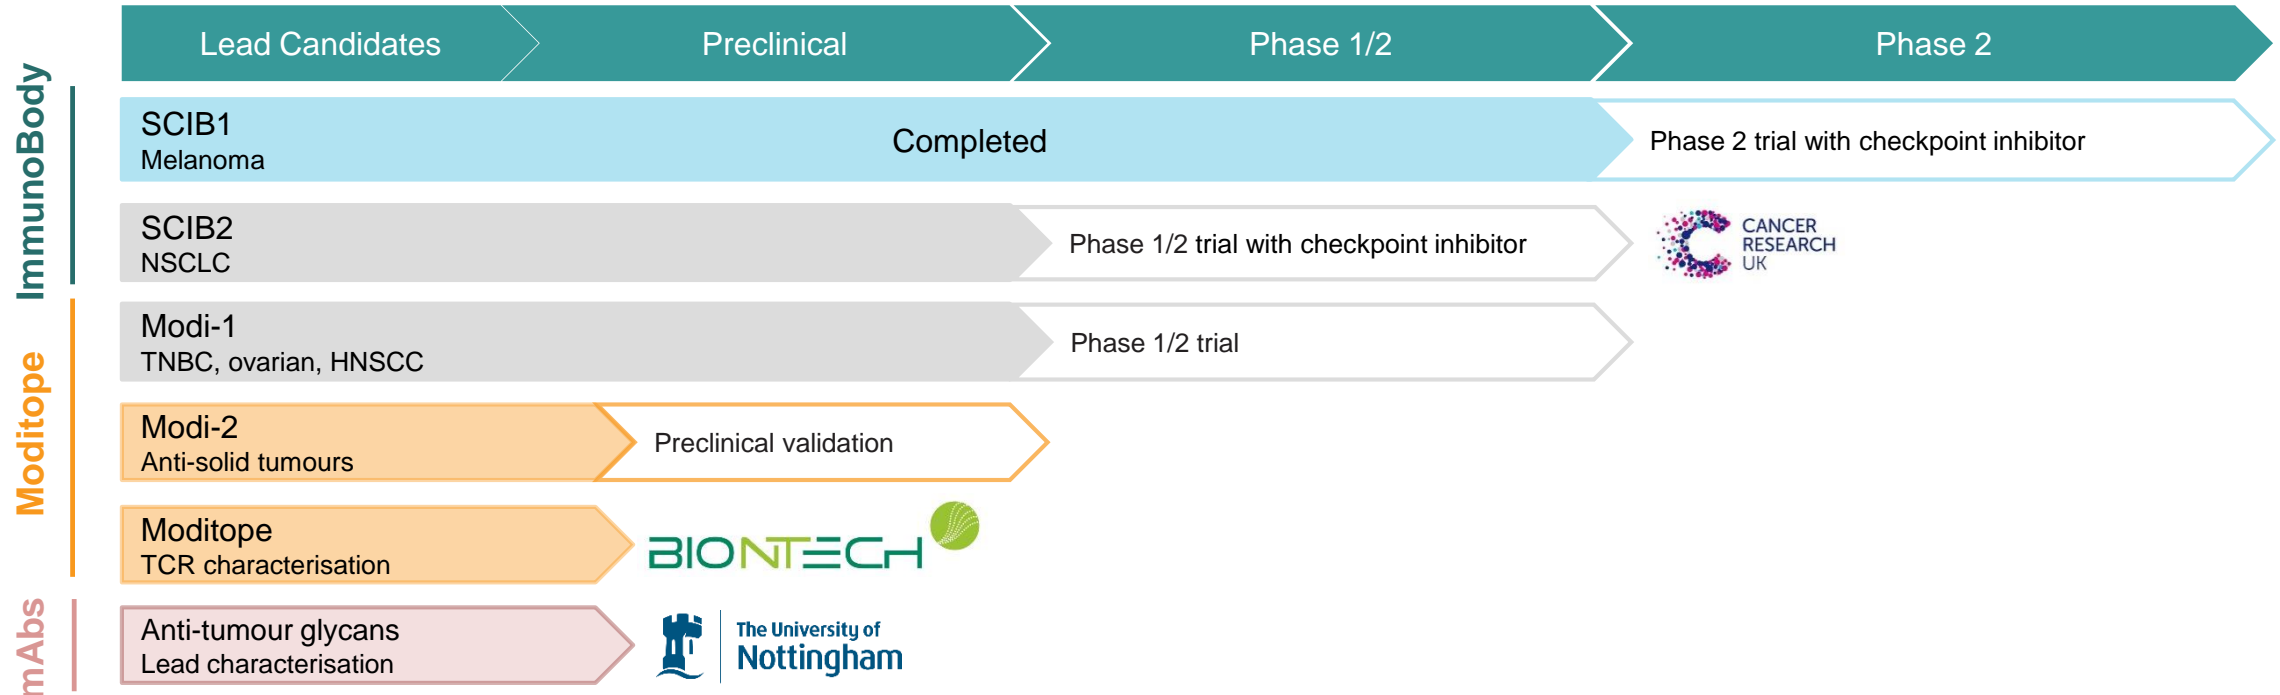 Lead Candidates
Preclinical
Phase 1/2
Phase 2
ImmunoBody
SCIB1
Melanoma
Completed
Phase 2 trial with checkpoint inhibitor
SCIB2
NSCLC
Phase 1/2 trial with checkpoint inhibitor
CANCER
RESEARCH
UK
Moditope
Modi-1
TNBC, ovarian, HNSCC
Phase 1/2 trial
Modi-2
Anti-solid tumours
Preclinical validation
Moditope
TCR characterisation
BIONTECH
mAbs
Anti-tumour glycans
Lead characterisation
The University of
Nottingham